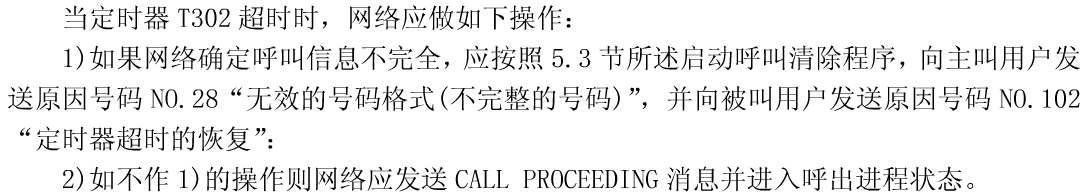 当定时器 T302 超时时，网络应做如下操作：
1)如果网络确定呼叫信息不完全，应按照 5.3 节所述启动呼叫清除程序，向主叫用户发
送原因号码 NO.28“无效的号码格式(不完整的号码)”，并向被叫用户发送原因号码 NO.102
“定时器超时的恢复”：
2)如不作 1)的操作则网络应发送 CALL PROCEEDING 消息并进入呼出进程状态。